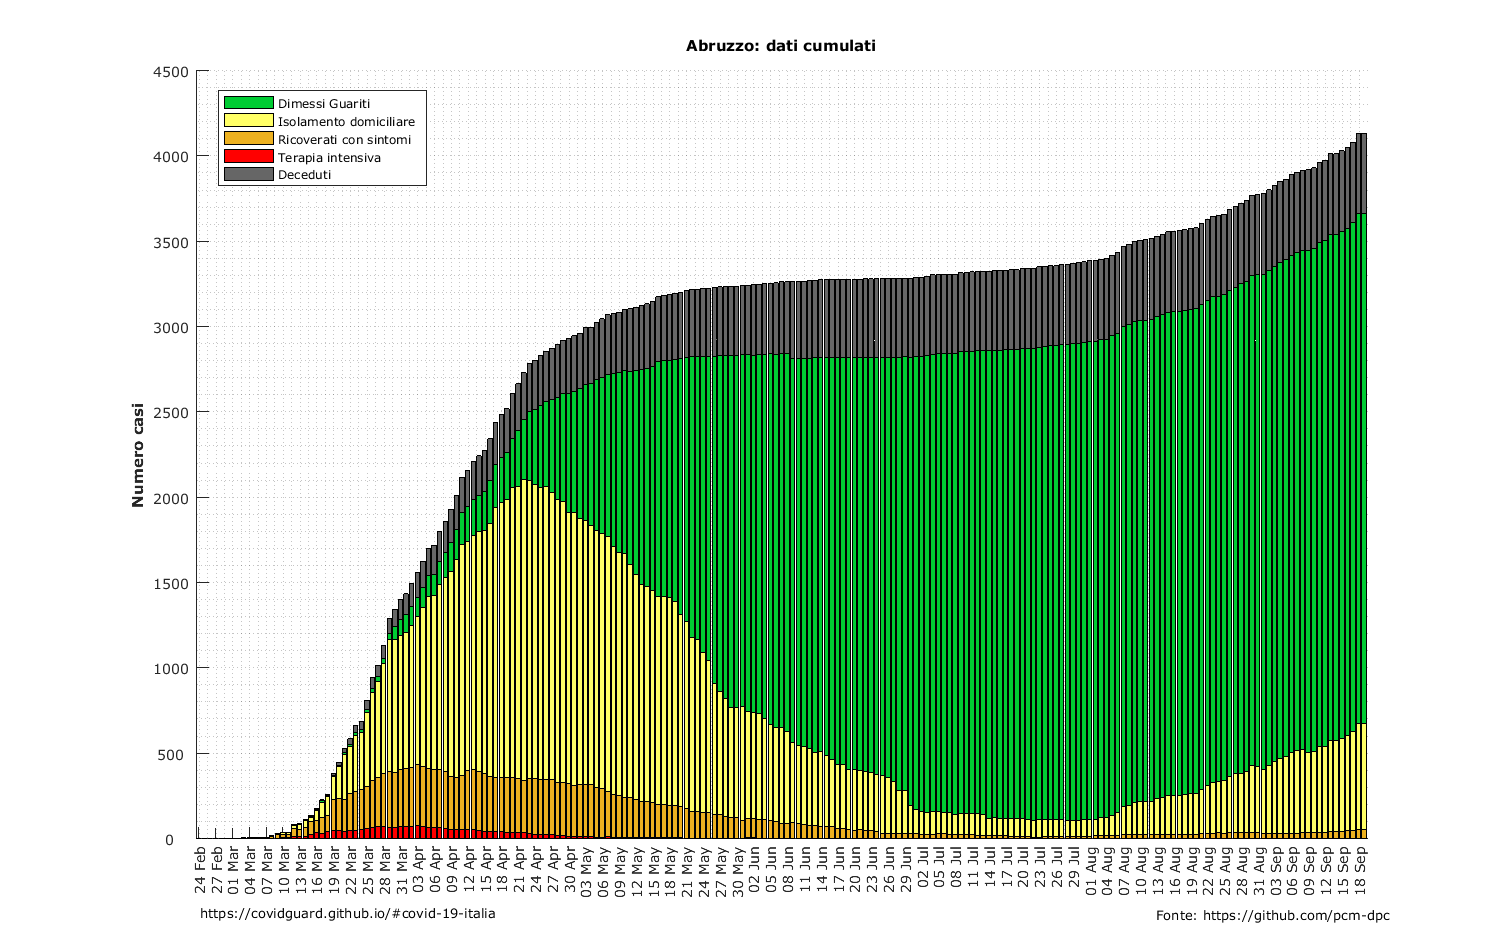 Abruzzo: dati cumulati
4500
4000
3500
3000
2500
2000
1500
1000
500
0
Numero casi
Dimessi Guariti
Isolamento domiciliare
Ricoverati con sintomi
Terapia intensiva
Deceduti
24 Feb
27 Feb
01 Mar
04 Mar
07 Mar
10 Mar
13 Mar
16 Mar
19 Mar
22 Mar
25 Mar
28 Mar
31 Mar
03 Apr
06 Apr
09 Apr
12 Apr
15 Apr
18 Apr
21 Apr
24 Apr
27 Apr
30 Apr
03 May
06 May
09 May
12 May
15 May
18 May
21 May
24 May
27 May
30 May
02 Jun
05 Jun
08 Jun
11 Jun
14 Jun
17 Jun
20 Jun
23 Jun
26 Jun
29 Jun
02 Jul
05 Jul
08 Jul
11 Jul
14 Jul
17 Jul
20 Jul
23 Jul
26 Jul
29 Jul
01 Aug
04 Aug
07 Aug
10 Aug
13 Aug
16 Aug
19 Aug
22 Aug
25 Aug
28 Aug
31 Aug
03 Sep
06 Sep
09 Sep
12 Sep
15 Sep
18 Sep
https://covidguard.github.io/#covid-19-italia
Fonte: https://github.com/pcm-dpc